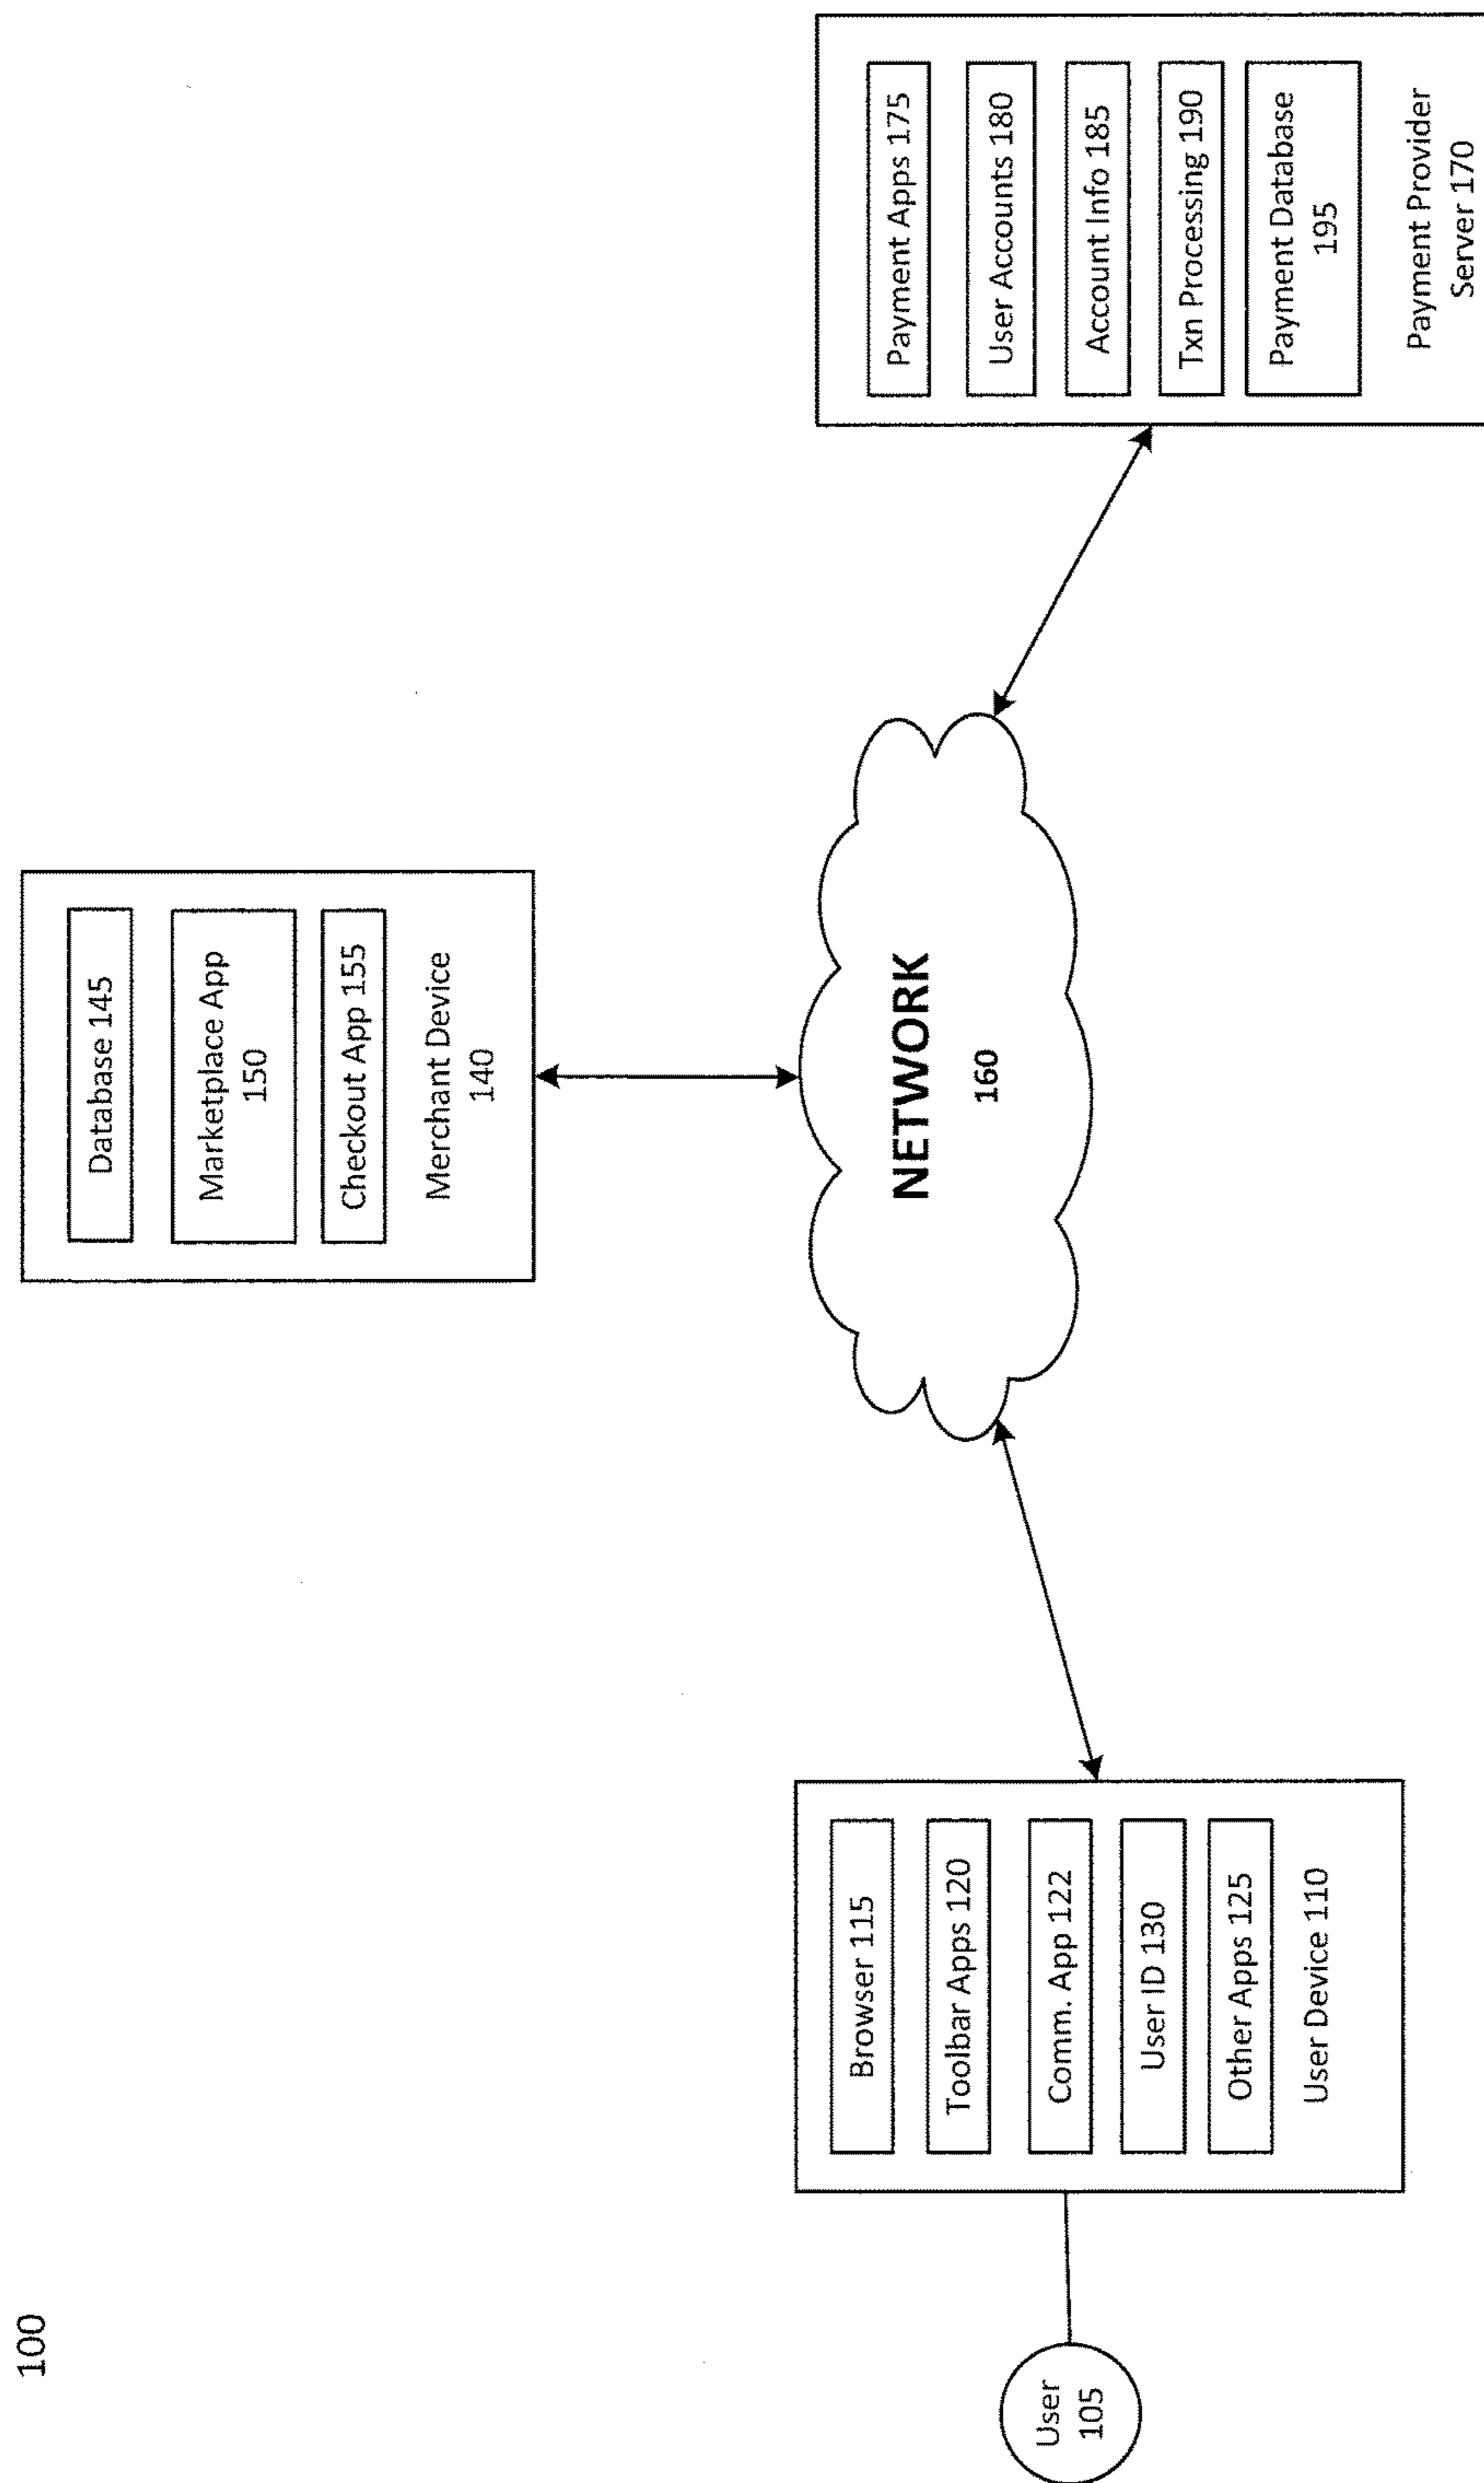 100
Database 145
Marketplace App
150
Checkout App 155
Merchant Device
140
NETWORK
160
User
105
Browser 115
Toolbar Apps 120
Comm. App 122
User ID 130
Other Apps 125
User Device 110
Payment Apps 175
User Accounts 180
Account Info 185
Txn Processing 190
Payment Database
195
Payment Provider
Server 170